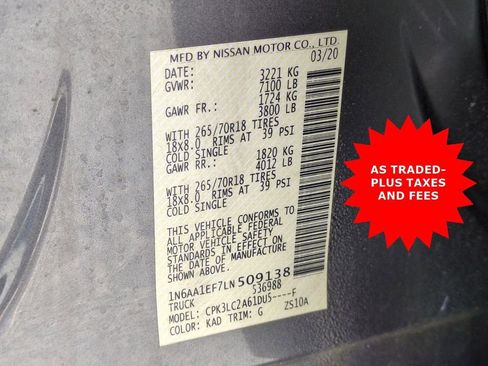 MFD BY NISSAN MOTOR CO., LTD.
DATE: 03/20
GVWR: 3221 KG
7100 LB
GAWR FR.: 1724 KG
3800 LB
WITH 265/70R18 TIRES
18X8.0 RIMS AT 39 PSI
COLD SINGLE
GAWR RR.: 1820 KG
4012 LB
WITH 265/70R18 TIRES
18X8.0 RIMS AT 39 PSI
COLD SINGLE
THIS VEHICLE CONFORMS TO
ALL APPLICABLE FEDERAL
MOTOR VEHICLE SAFETY
STANDARDS IN EFFECT ON
THE DATE OF MANUFACTURE
SHOWN ABOVE.
1N6AA1EF7LN509138
TRUCK 536988
MODEL: CPK3LC2A61DUS----F
COLOR: KAD TRIM: G ZS10A
AS TRADED-
PLUS TAXES
AND FEES